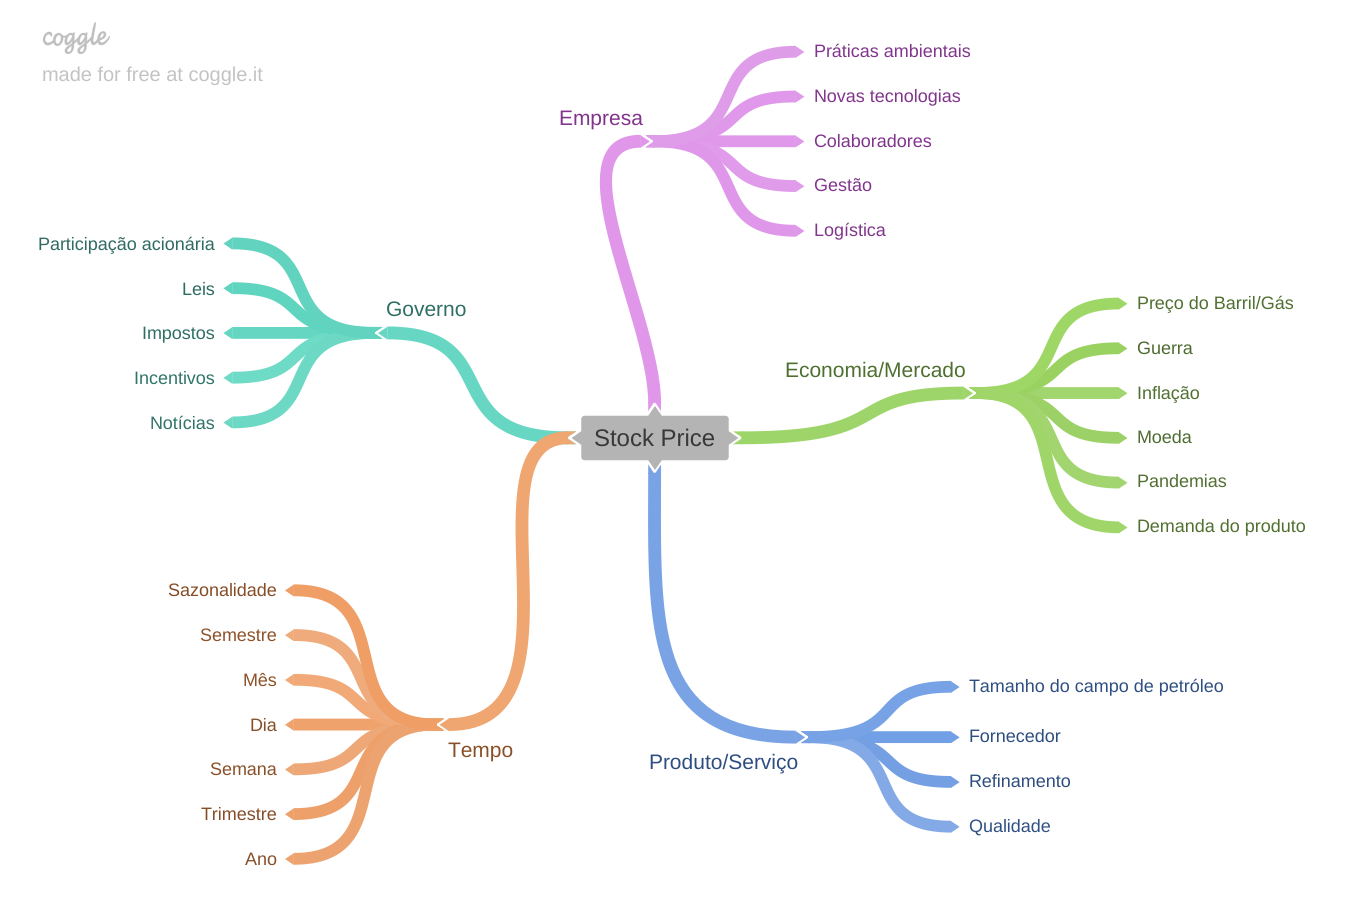 coggle
made for free at coggle.it
Empresa
Práticas ambientais
Novas tecnologias
Colaboradores
Gestão
Logística
Governo
Participação acionária
Leis
Impostos
Incentivos
Notícias
Economia/Mercado
Preço do Barril/Gás
Guerra
Inflação
Moeda
Pandemias
Demanda do produto
Stock Price
Tempo
Sazonalidade
Semestre
Mês
Dia
Semana
Trimestre
Ano
Produto/Serviço
Tamanho do campo de petróleo
Fornecedor
Refinamento
Qualidade